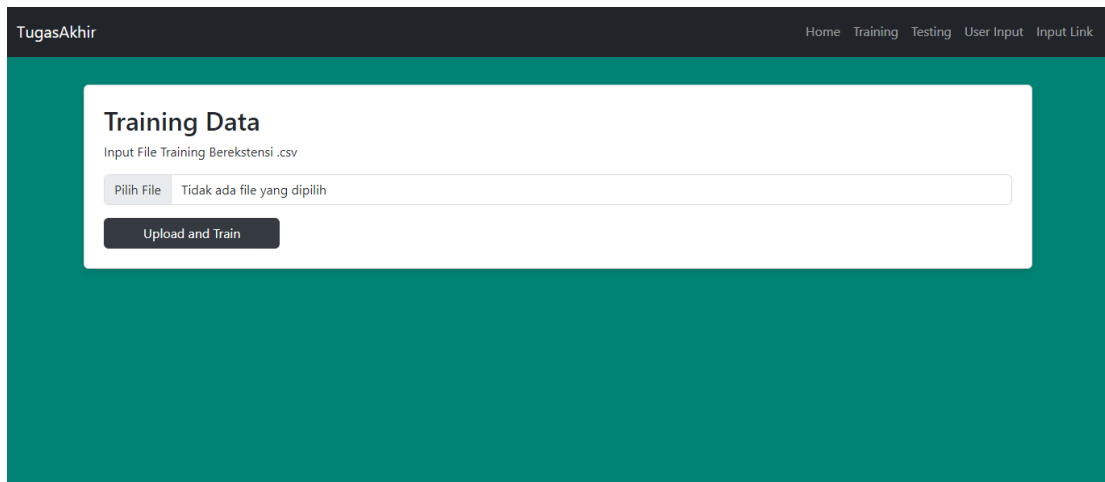 TugasAkhir Home Training Testing User Input Input Link
Training Data
Input File Training Berekstensi .csv
Pilih File Tidak ada file yang dipilih
Upload and Train